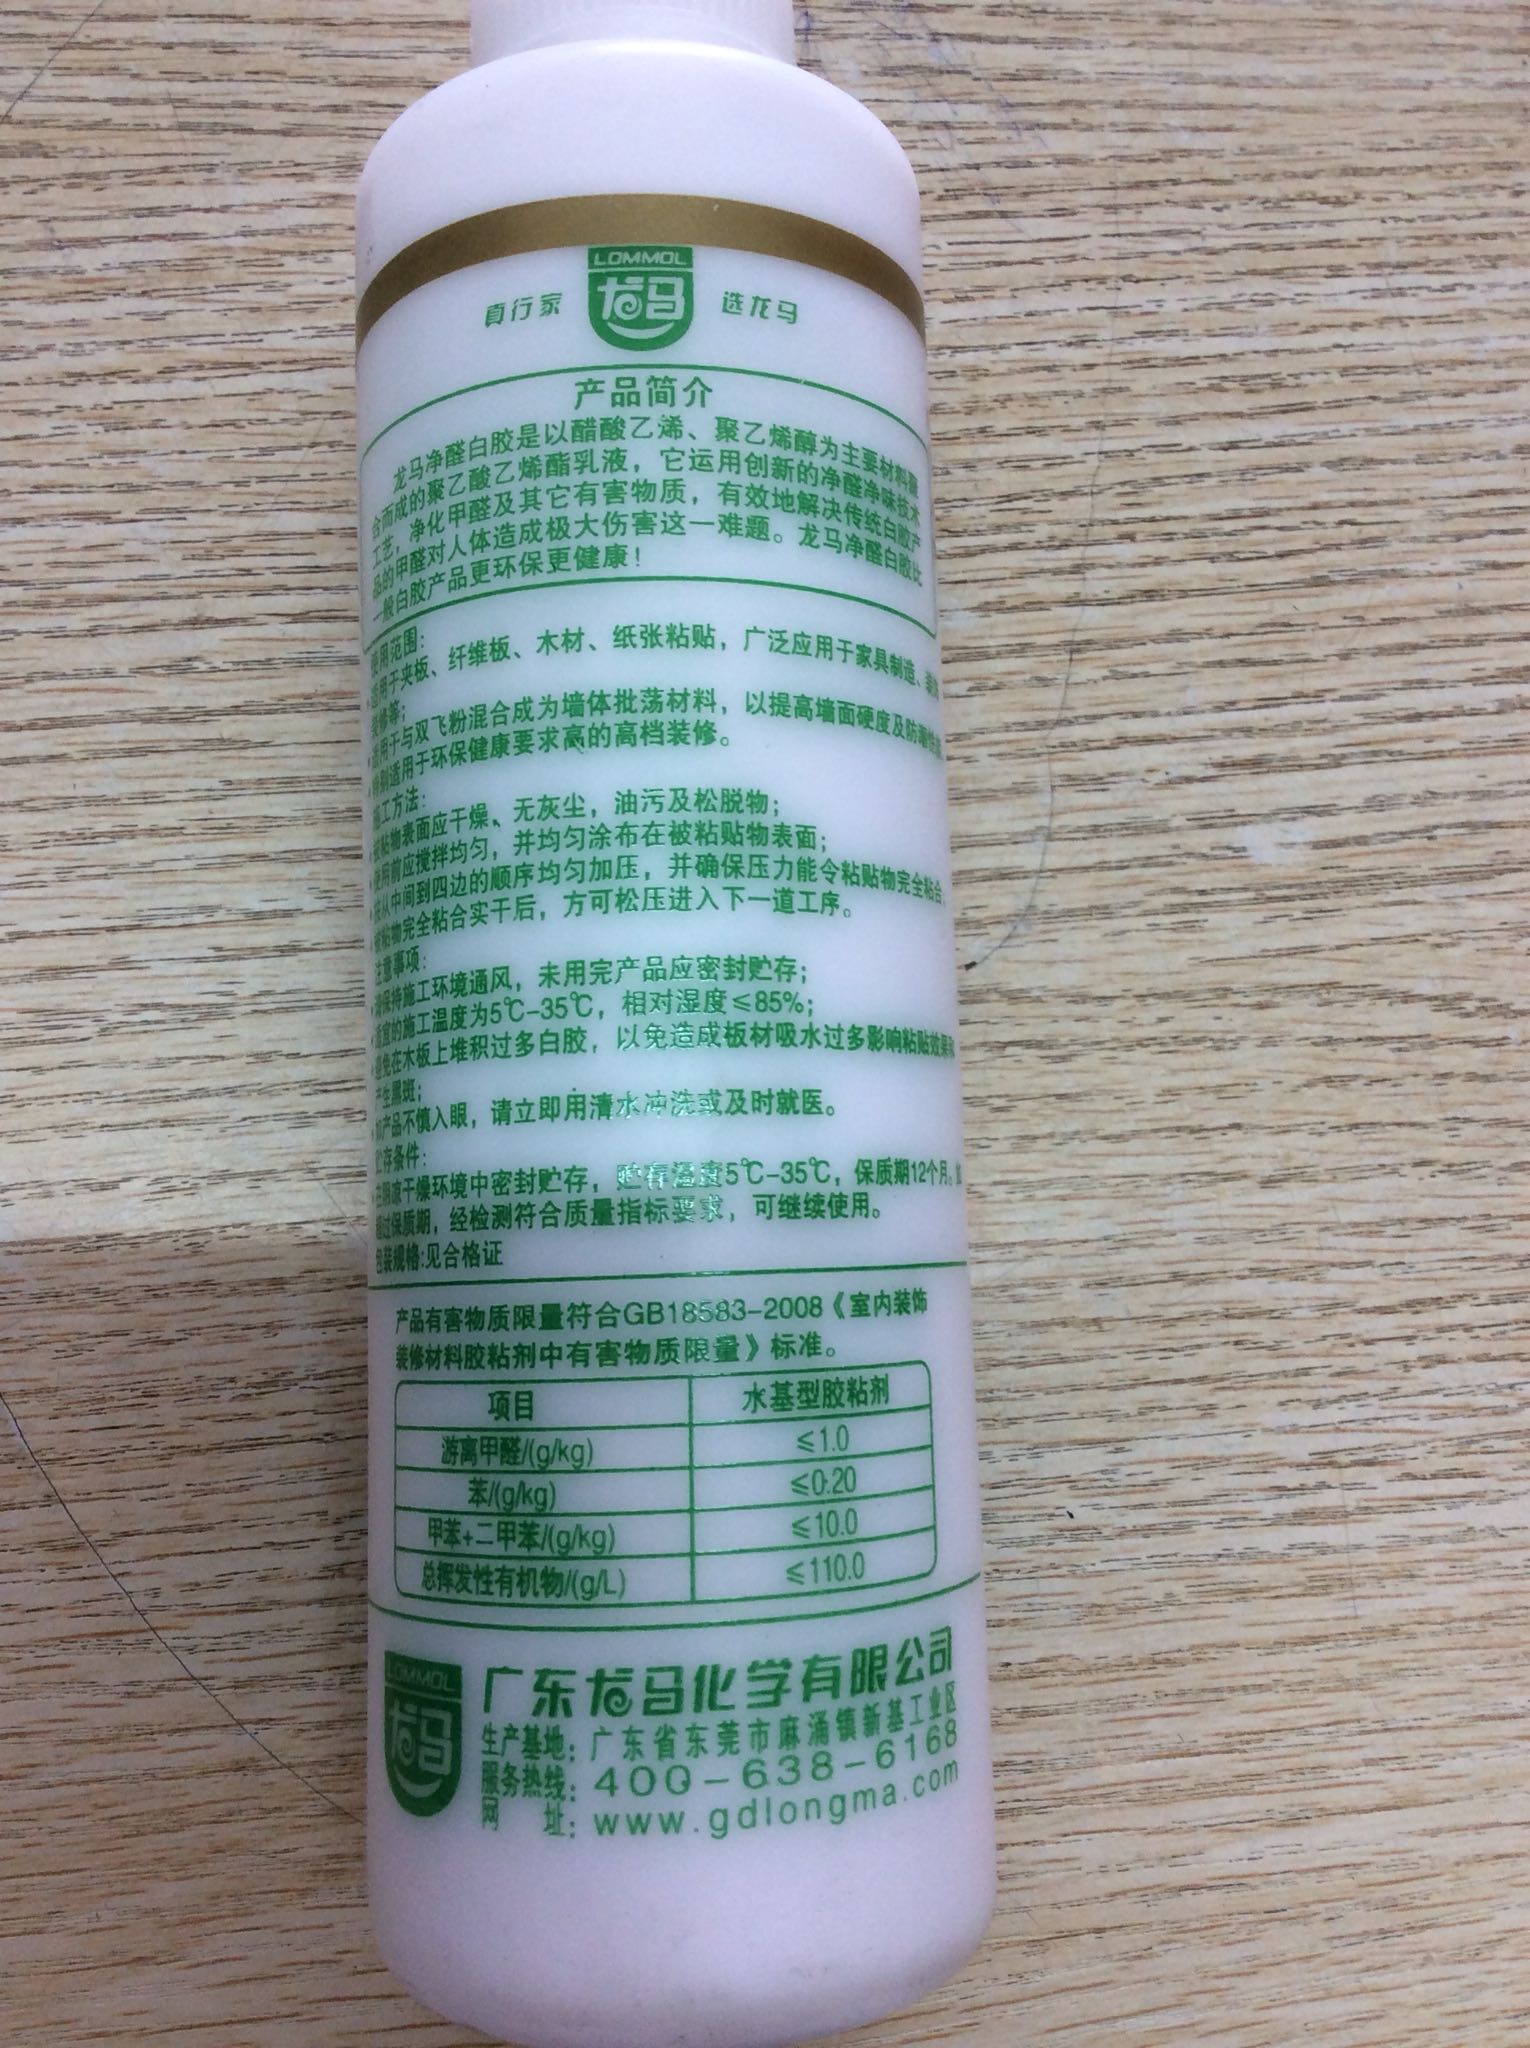 LOMMOL
真行家 龙马 选龙马
产品简介
龙马净醛白胶是以醋酸乙烯、聚乙烯醇为主要材料聚
合而成的聚乙酸乙烯酯乳液，它运用创新的净醛净味技术
工艺，净化甲醛及其它有害物质，有效地解决传统白胶产
品的甲醛对人体造成极大伤害这一难题。龙马净醛白胶比
一般白胶产品更环保更健康！
使用范围：
适用于夹板、纤维板、木材、纸张粘贴，广泛应用于家具制造、
装修等；
适用于与双飞粉混合成为墙体批荡材料，以提高墙面硬度及防潮性
特别适用于环保健康要求高的高档装修。
施工方法：
被粘物表面应干燥、无灰尘，油污及松脱物；
使用前应搅拌均匀，并均匀涂布在被粘贴物表面；
按从中间到四边的顺序均匀加压，并确保压力能令粘贴物完全粘合，
被粘物完全粘合实干后，方可松压进入下一道工序。
注意事项：
请保持施工环境通风，未用完产品应密封贮存；
适宜的施工温度为5℃-35℃，相对湿度≤85%；
避免在木板上堆积过多白胶，以免造成板材吸水过多影响粘贴效果和
产生黑斑；
如产品不慎入眼，请立即用清水冲洗或及时就医。
贮存条件：
在阴凉干燥环境中密封贮存，贮存温度5℃-35℃，保质期12个月。如
超过保质期，经检测符合质量指标要求，可继续使用。
包装规格：见合格证
产品有害物质限量符合GB18583-2008《室内装饰
装修材料胶粘剂中有害物质限量》标准。
项目 水基型胶粘剂
游离甲醛/(g/kg) ≤1.0
苯/(g/kg) ≤0.20
甲苯+二甲苯/(g/kg) ≤10.0
总挥发性有机物/(g/L) ≤110.0
LOMMOL
龙马
广东龙马化学有限公司
生产基地：广东省东莞市麻涌镇新基工业区
服务热线：400-638-6168
网 址：www.gdlongma.com